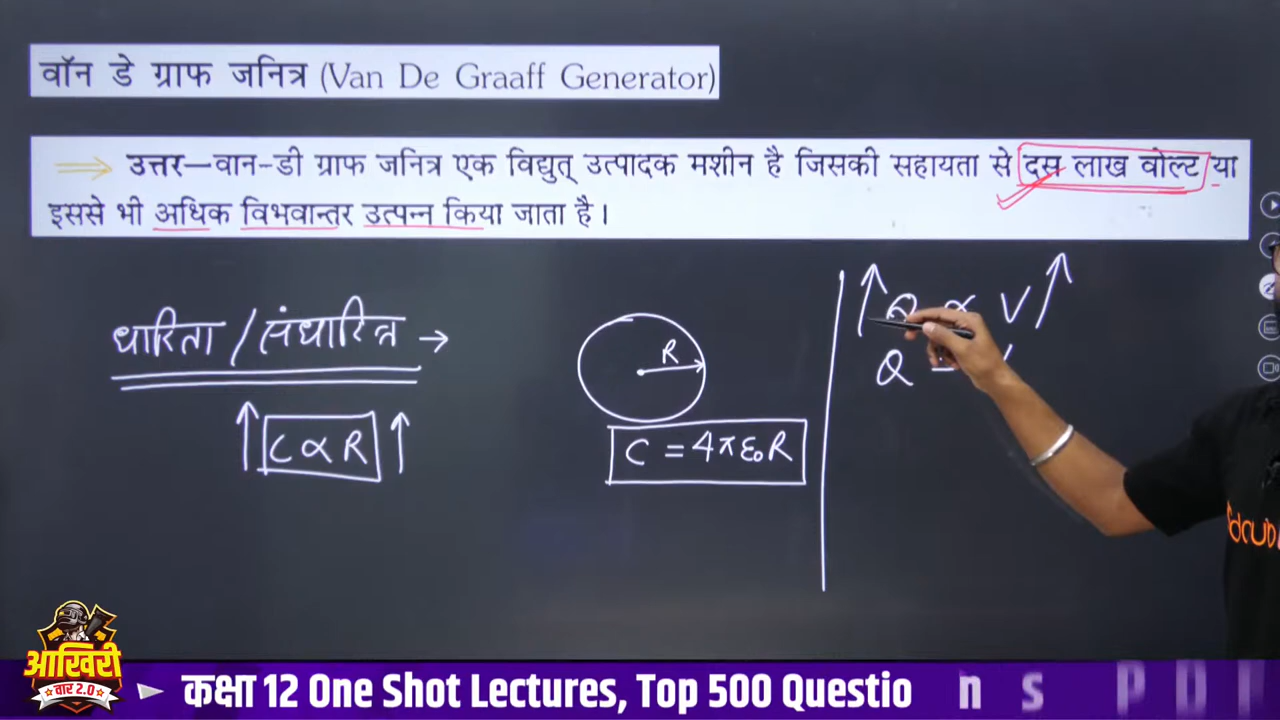 वॉन डे ग्राफ जनित्र (Van De Graaff Generator)
उत्तर—वान-डी ग्राफ जनित्र एक विद्युत् उत्पादक मशीन है जिसकी सहायता से दस लाख वोल्ट या
इससे भी अधिक विभवान्तर उत्पन्न किया जाता है।
धारिता / संधारित्र →
↑ C ∝ R ↑
R
C = 4πε₀R
↑ Q ∝ V ↑
Q
आखिरी
वार 2.0
कक्षा 12 One Shot Lectures, Top 500 Questio n s P D F